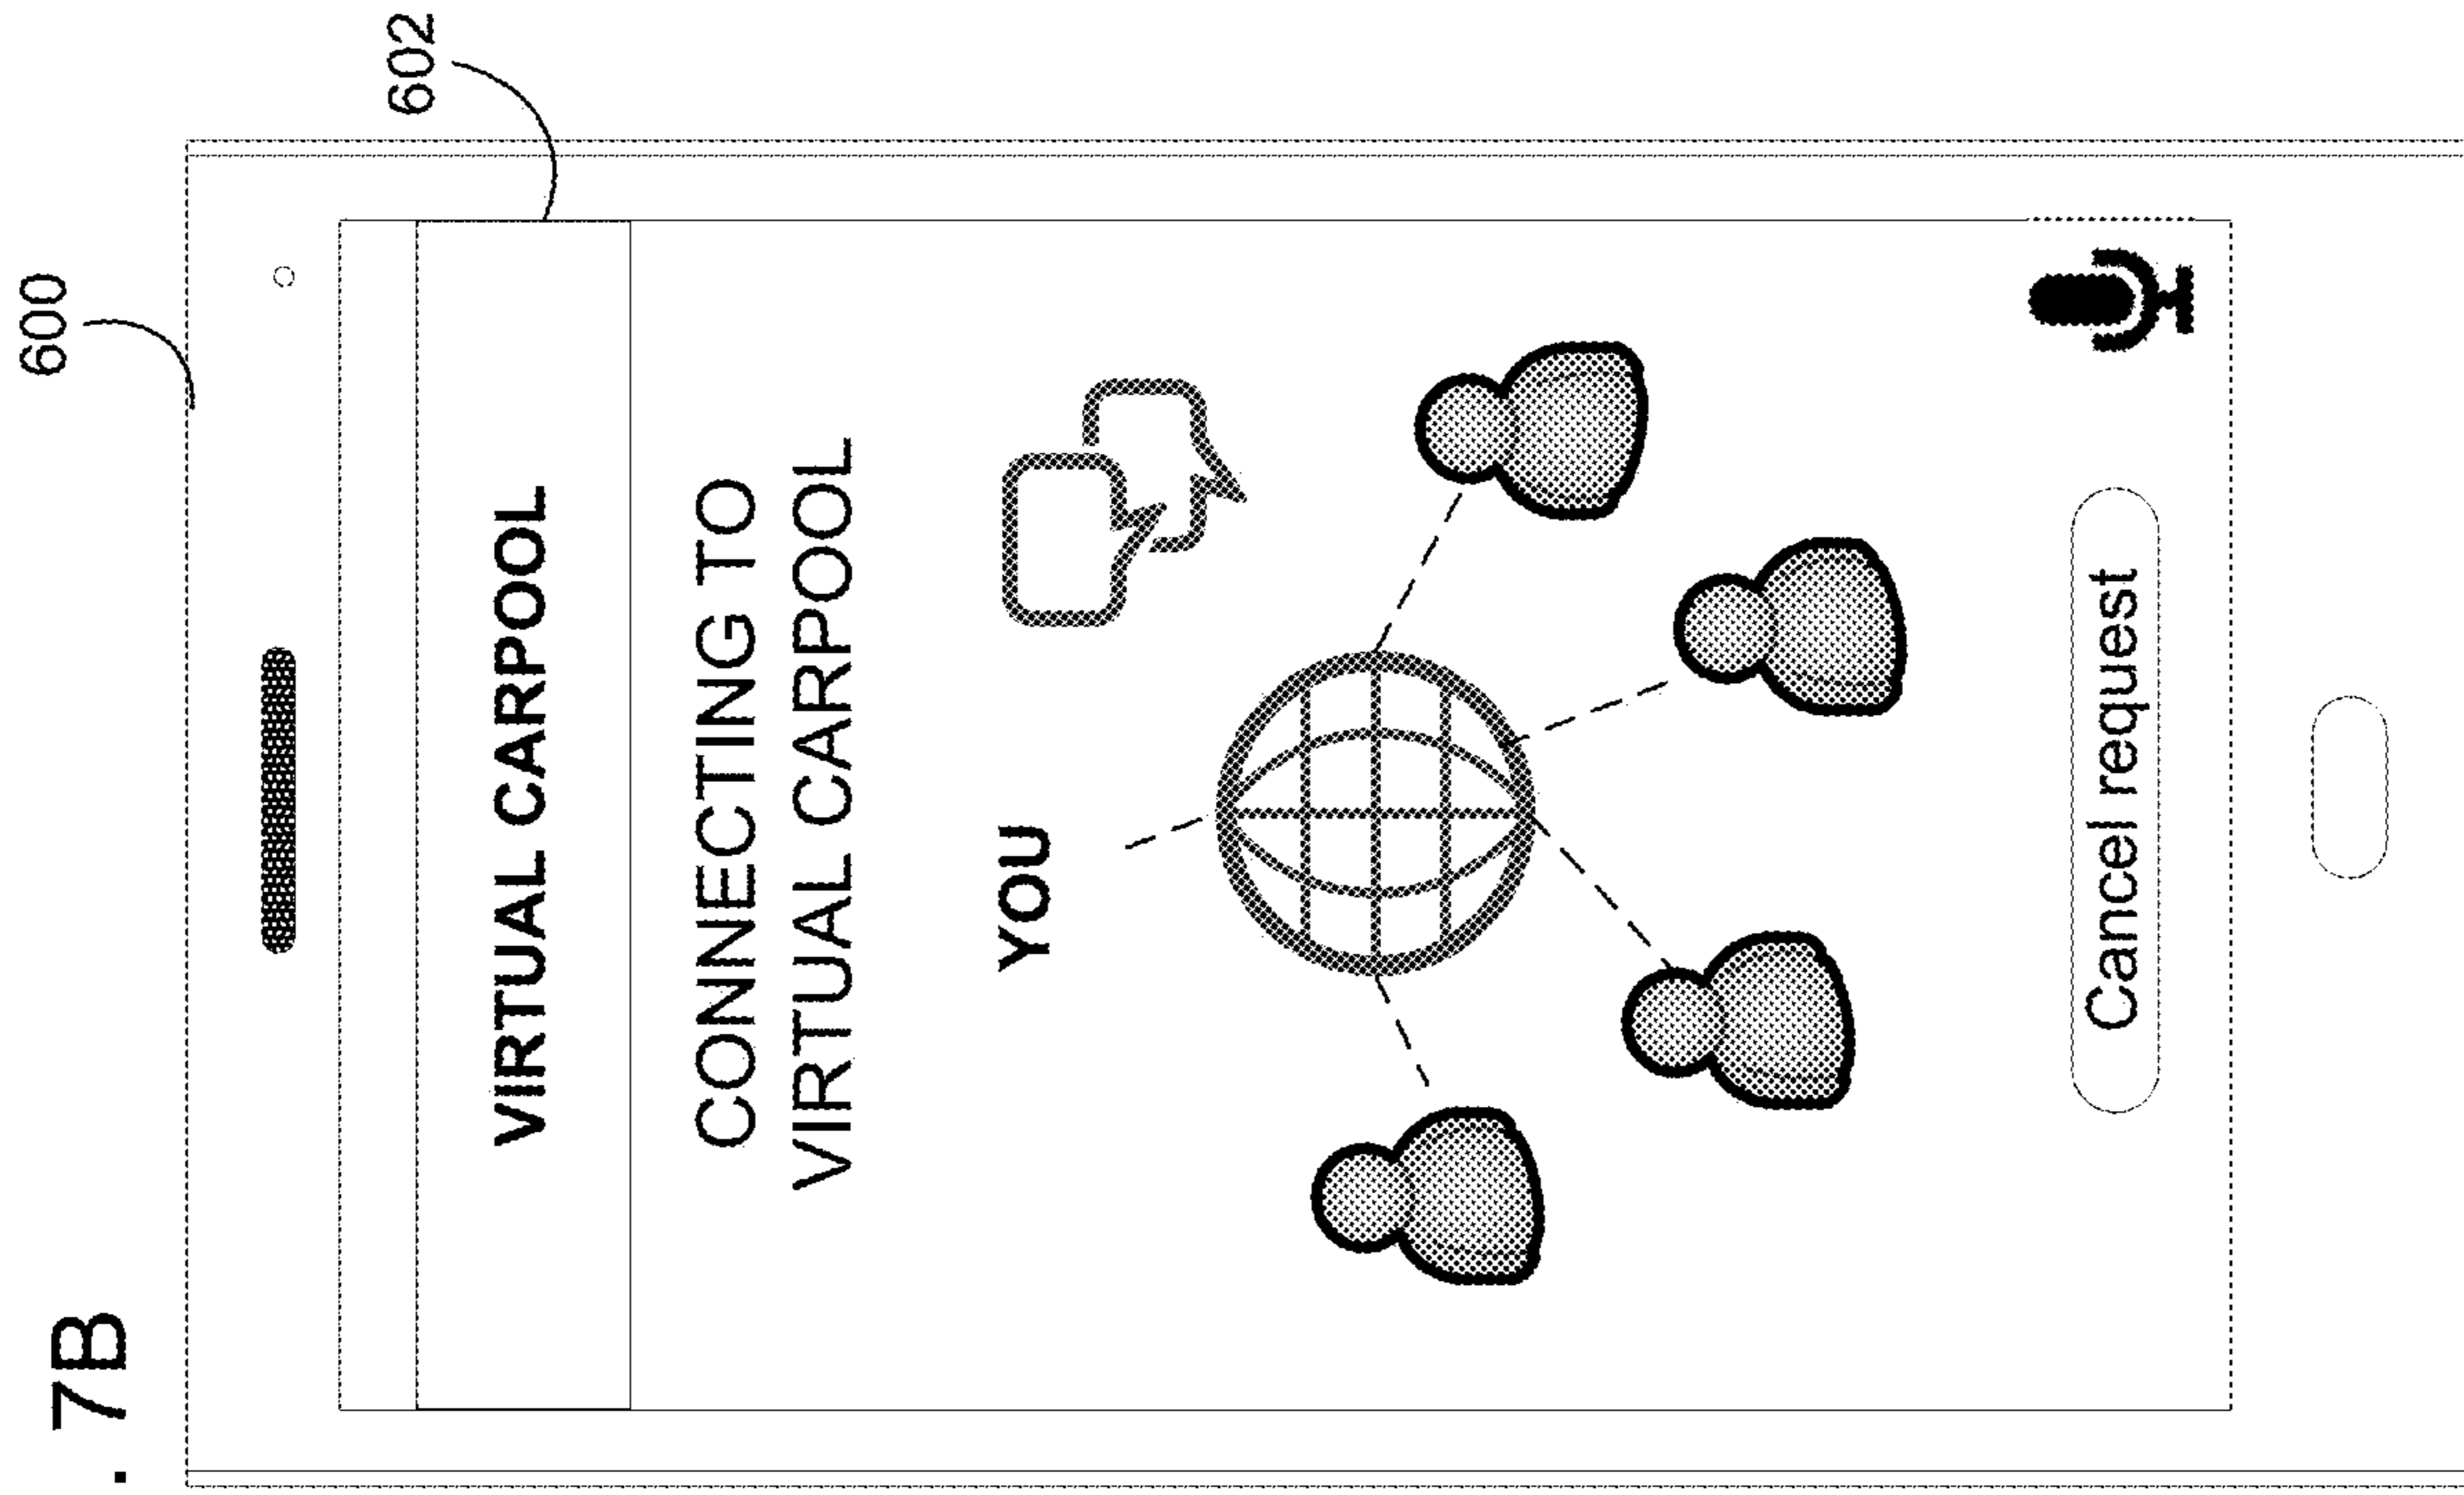 . 7B
600
602
VIRTUAL CARPOOL
CONNECTING TO
VIRTUAL CARPOOL
YOU
Cancel request